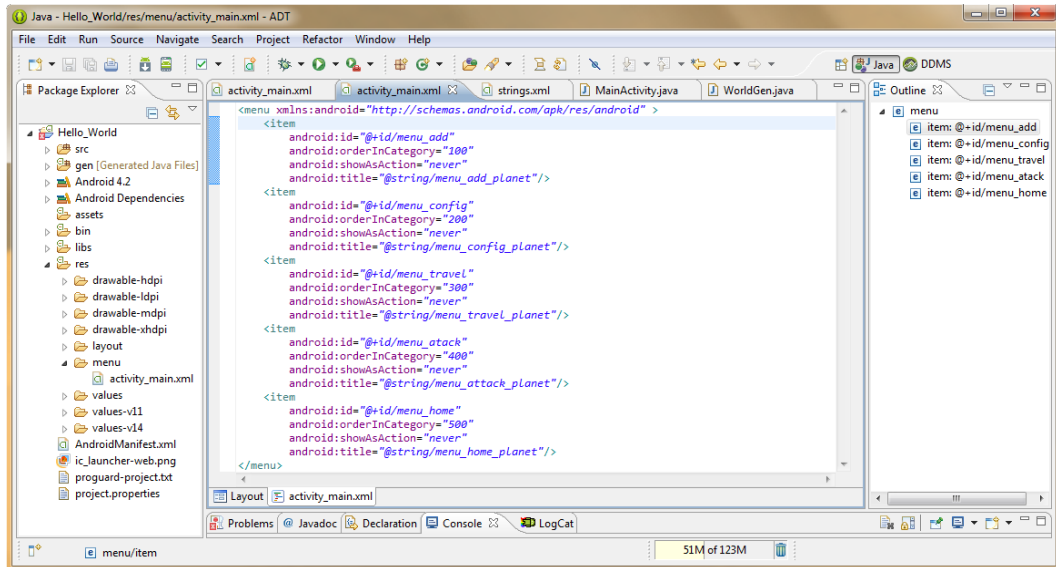 Java - Hello_World/res/menu/activity_main.xml - ADT
File Edit Run Source Navigate Search Project Refactor Window Help
Java DDMS
Package Explorer
Hello_World
src
gen [Generated Java Files]
Android 4.2
Android Dependencies
assets
bin
libs
res
drawable-hdpi
drawable-ldpi
drawable-mdpi
drawable-xhdpi
layout
menu
activity_main.xml
values
values-v11
values-v14
AndroidManifest.xml
ic_launcher-web.png
proguard-project.txt
project.properties
activity_main.xml activity_main.xml strings.xml MainActivity.java WorldGen.java
<menu xmlns:android="http://schemas.android.com/apk/res/android" >
<item
android:id="@+id/menu_add"
android:orderInCategory="100"
android:showAsAction="never"
android:title="@string/menu_add_planet"/>
<item
android:id="@+id/menu_config"
android:orderInCategory="200"
android:showAsAction="never"
android:title="@string/menu_config_planet"/>
<item
android:id="@+id/menu_travel"
android:orderInCategory="300"
android:showAsAction="never"
android:title="@string/menu_travel_planet"/>
<item
android:id="@+id/menu_atack"
android:orderInCategory="400"
android:showAsAction="never"
android:title="@string/menu_attack_planet"/>
<item
android:id="@+id/menu_home"
android:orderInCategory="500"
android:showAsAction="never"
android:title="@string/menu_home_planet"/>
</menu>
Layout activity_main.xml
Outline
menu
item: @+id/menu_add
item: @+id/menu_config
item: @+id/menu_travel
item: @+id/menu_atack
item: @+id/menu_home
Problems @ Javadoc Declaration Console LogCat
menu/item
51M of 123M